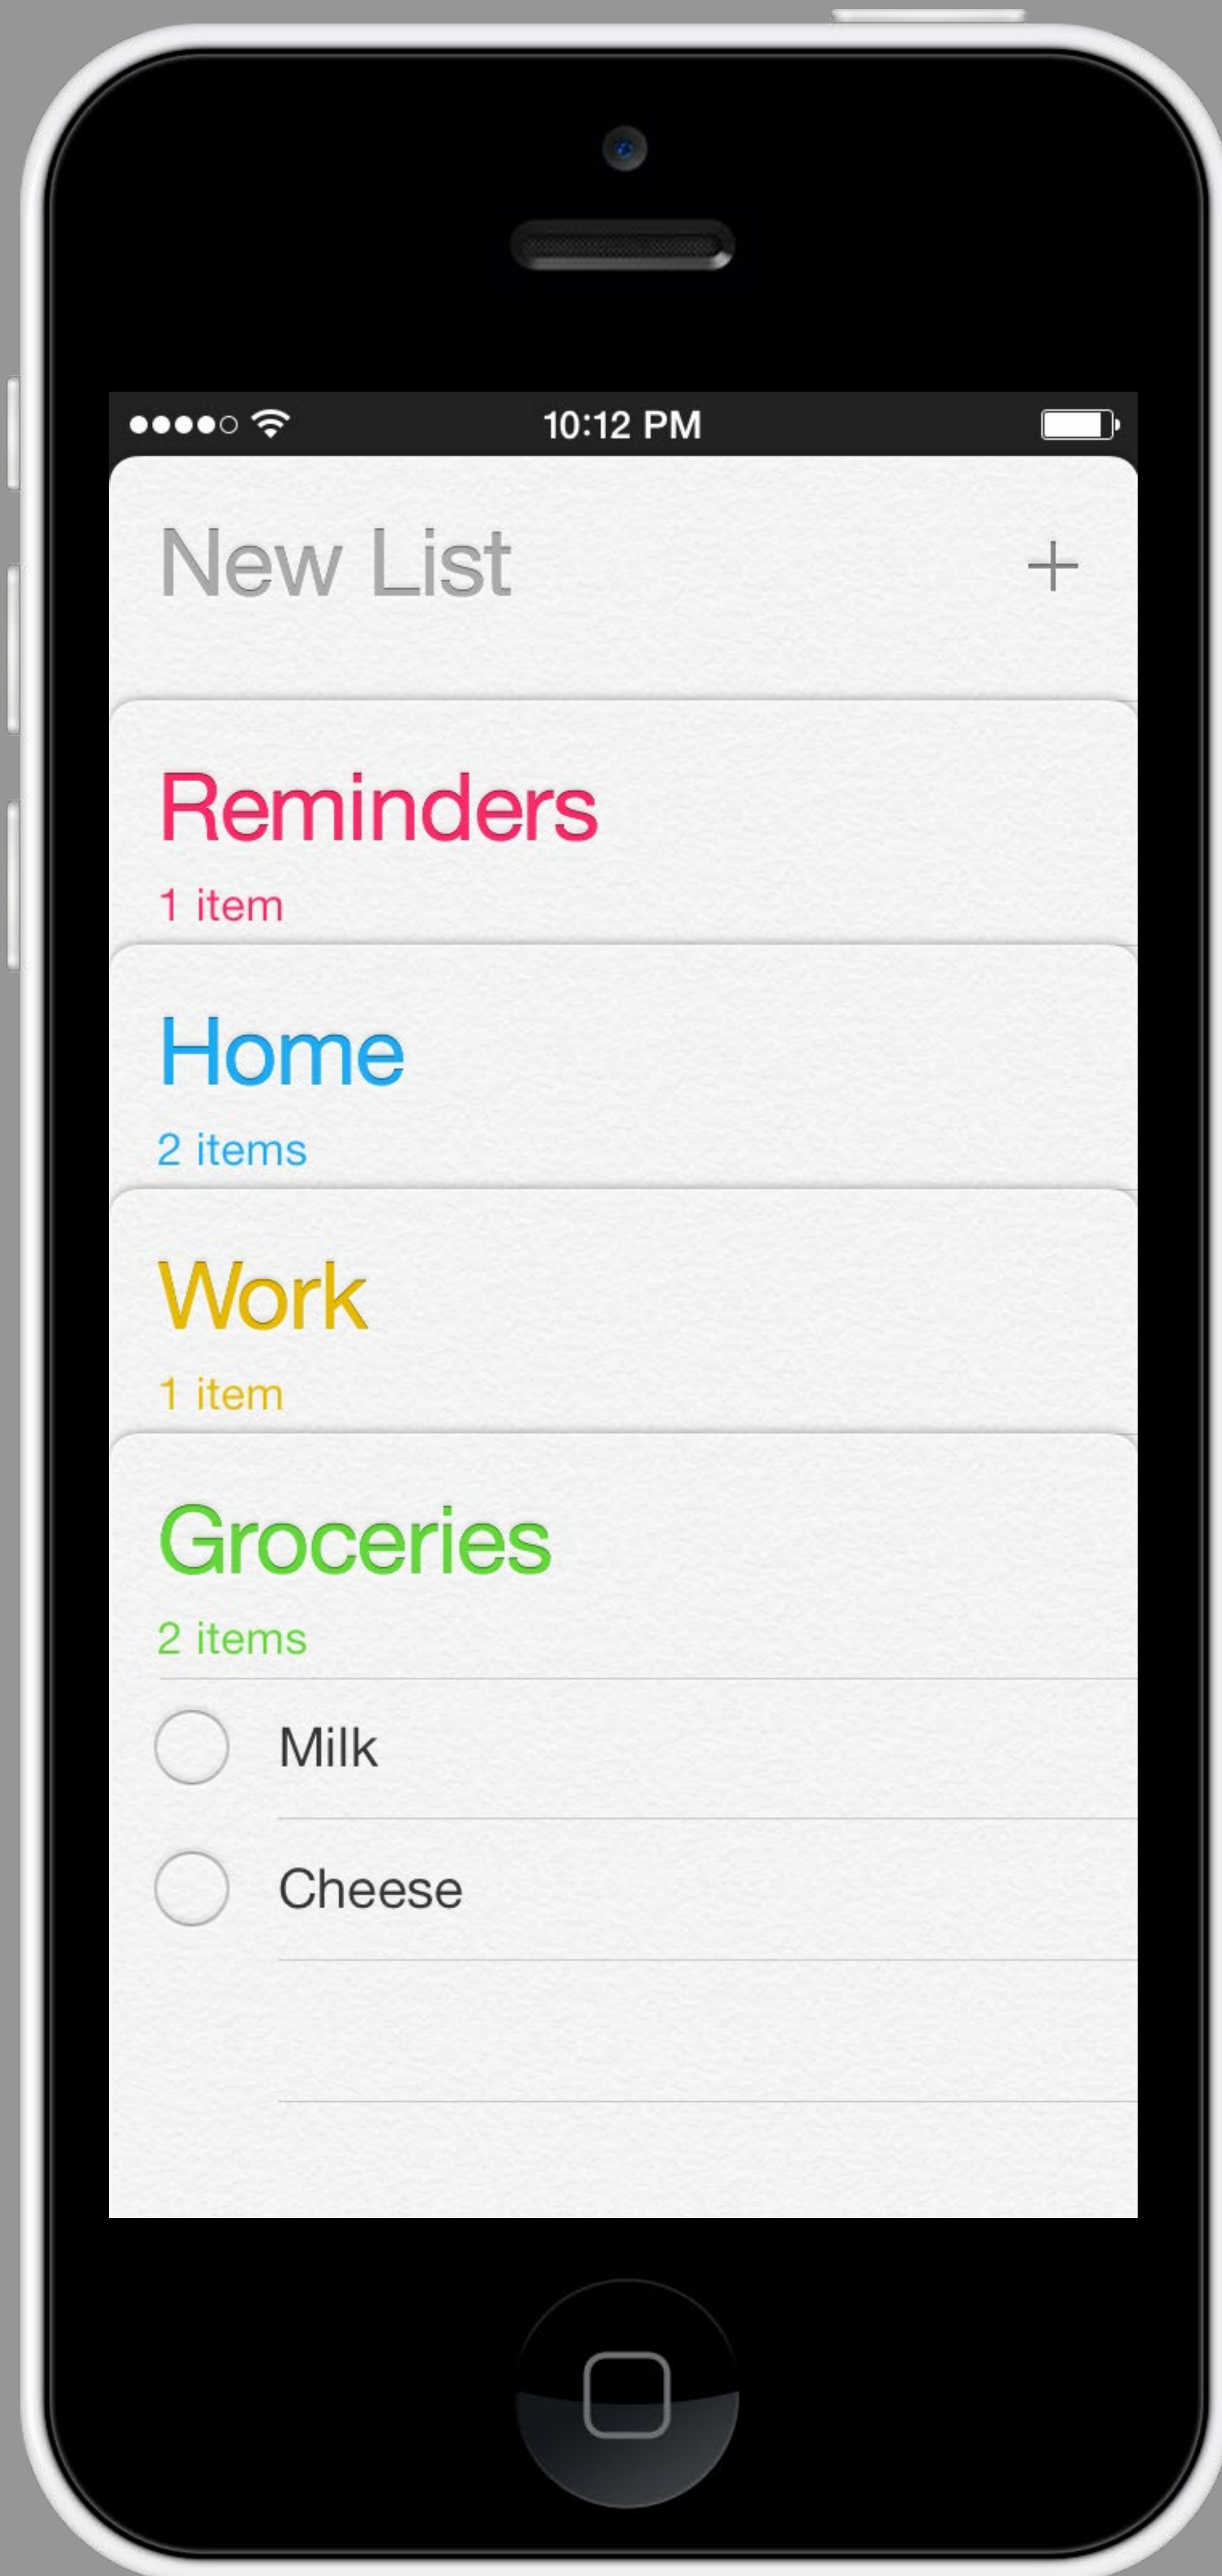 10:12 PM
New List
Reminders
1 item
Home
2 items
Work
1 item
Groceries
2 items
Milk
Cheese